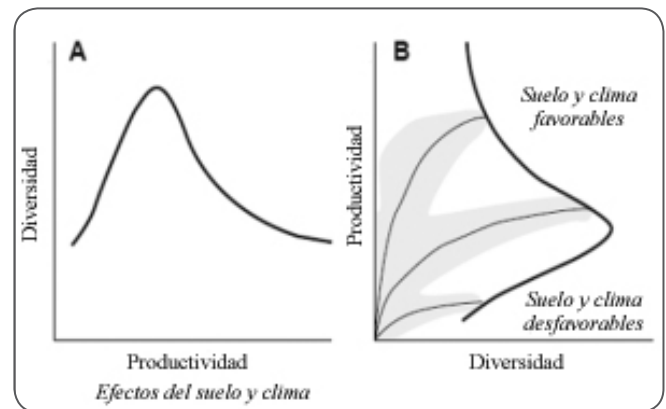 A
Diversidad
Productividad
Efectos del suelo y clima
B
Productividad
Suelo y clima
favorables
Suelo y clima
desfavorables
Diversidad